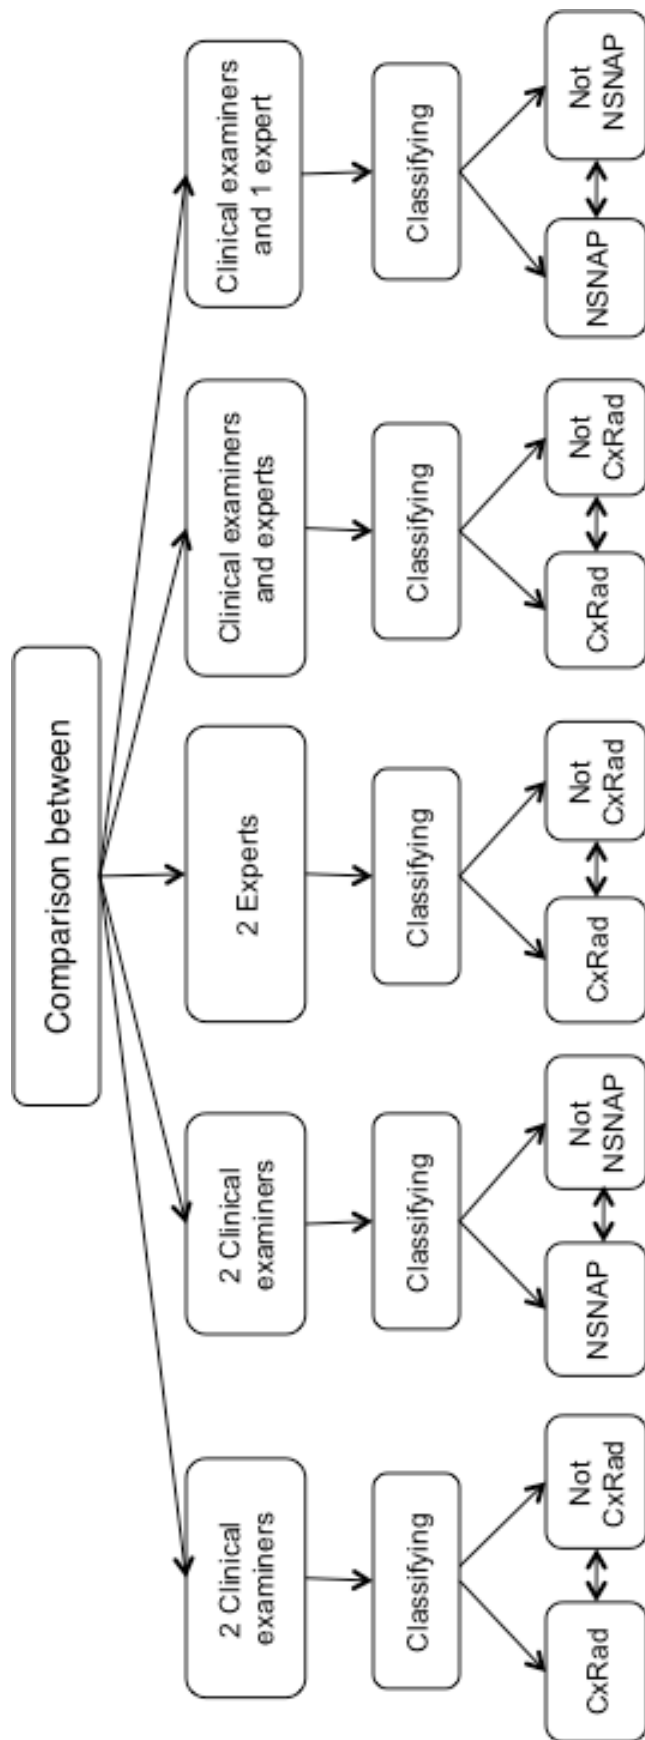 Comparison between
2 Clinical
examiners
2 Clinical
examiners
2 Experts
Clinical examiners
and experts
Clinical examiners
and 1 expert
Classifying
Classifying
Classifying
Classifying
Classifying
CxRad
Not
CxRad
NSNAP
Not
NSNAP
CxRad
Not
CxRad
CxRad
Not
CxRad
NSNAP
Not
NSNAP